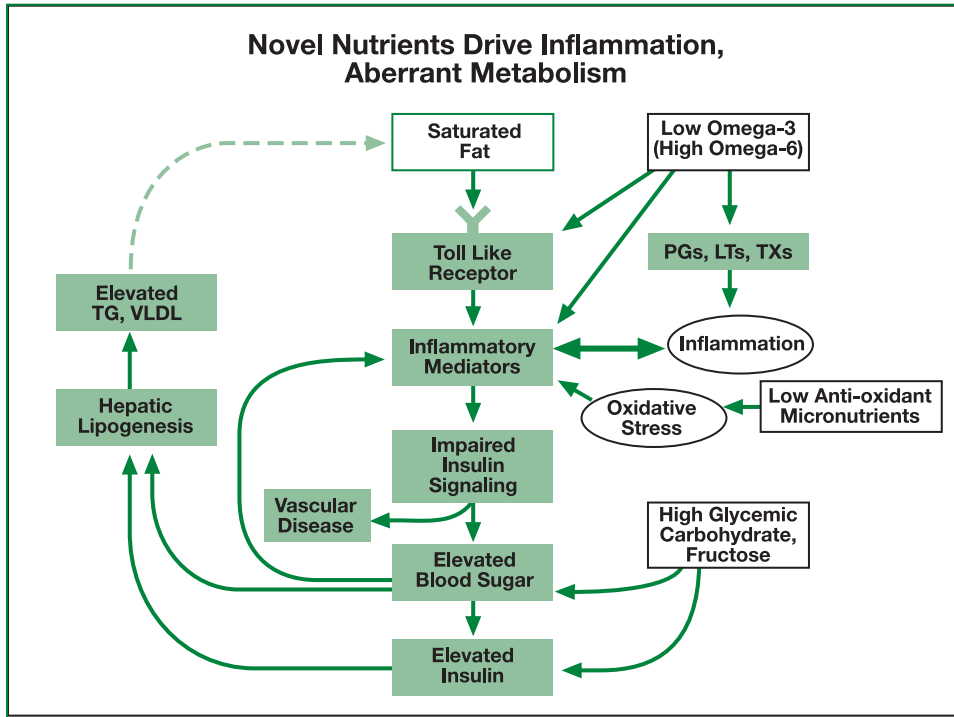 Novel Nutrients Drive Inflammation,
Aberrant Metabolism
Saturated
Fat
Low Omega-3
(High Omega-6)
Toll Like
Receptor
PGs, LTs, TXs
Elevated
TG, VLDL
Inflammatory
Mediators
Inflammation
Hepatic
Lipogenesis
Oxidative
Stress
Low Anti-oxidant
Micronutrients
Impaired
Insulin
Signaling
Vascular
Disease
High Glycemic
Carbohydrate,
Fructose
Elevated
Blood Sugar
Elevated
Insulin